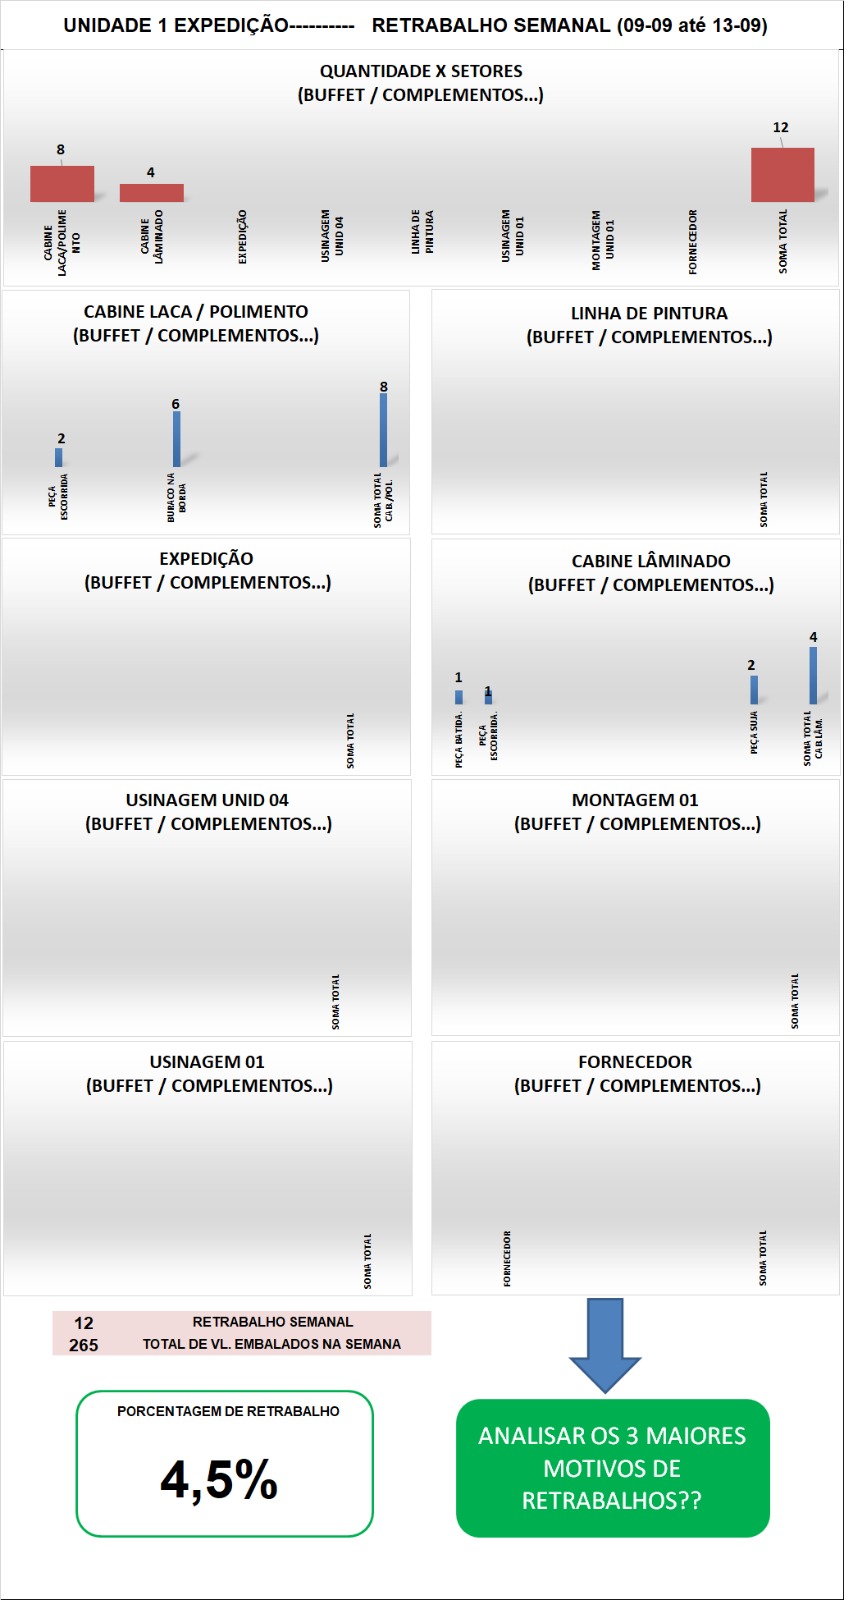 UNIDADE 1 EXPEDIÇÃO---------- RETRABALHO SEMANAL (09-09 até 13-09)
QUANTIDADE X SETORES
(BUFFET / COMPLEMENTOS...)
8
4
12
CABINE
LACA/POLIME
NTO
CABINE
LÂMINADO
EXPEDIÇÃO
USINAGEM
UNID 04
LINHA DE
PINTURA
USINAGEM
UNID 01
MONTAGEM
UNID 01
FORNECEDOR
SOMA TOTAL
CABINE LACA / POLIMENTO
(BUFFET / COMPLEMENTOS...)
2
6
8
PEÇA
ESCORRIDA
BURACO NA
BORDA
SOMA TOTAL
CAB./POL.
LINHA DE PINTURA
(BUFFET / COMPLEMENTOS...)
SOMA TOTAL
EXPEDIÇÃO
(BUFFET / COMPLEMENTOS...)
SOMA TOTAL
CABINE LÂMINADO
(BUFFET / COMPLEMENTOS...)
1
1
2
4
PEÇA BATIDA.
PEÇA
ESCORRIDA.
PEÇA SUJA
SOMA TOTAL
CAB.LÂM.
USINAGEM UNID 04
(BUFFET / COMPLEMENTOS...)
SOMA TOTAL
MONTAGEM 01
(BUFFET / COMPLEMENTOS...)
SOMA TOTAL
USINAGEM 01
(BUFFET / COMPLEMENTOS...)
SOMA TOTAL
FORNECEDOR
(BUFFET / COMPLEMENTOS...)
FORNECEDOR
SOMA TOTAL
12 RETRABALHO SEMANAL
265 TOTAL DE VL. EMBALADOS NA SEMANA
PORCENTAGEM DE RETRABALHO
4,5%
ANALISAR OS 3 MAIORES
MOTIVOS DE
RETRABALHOS??